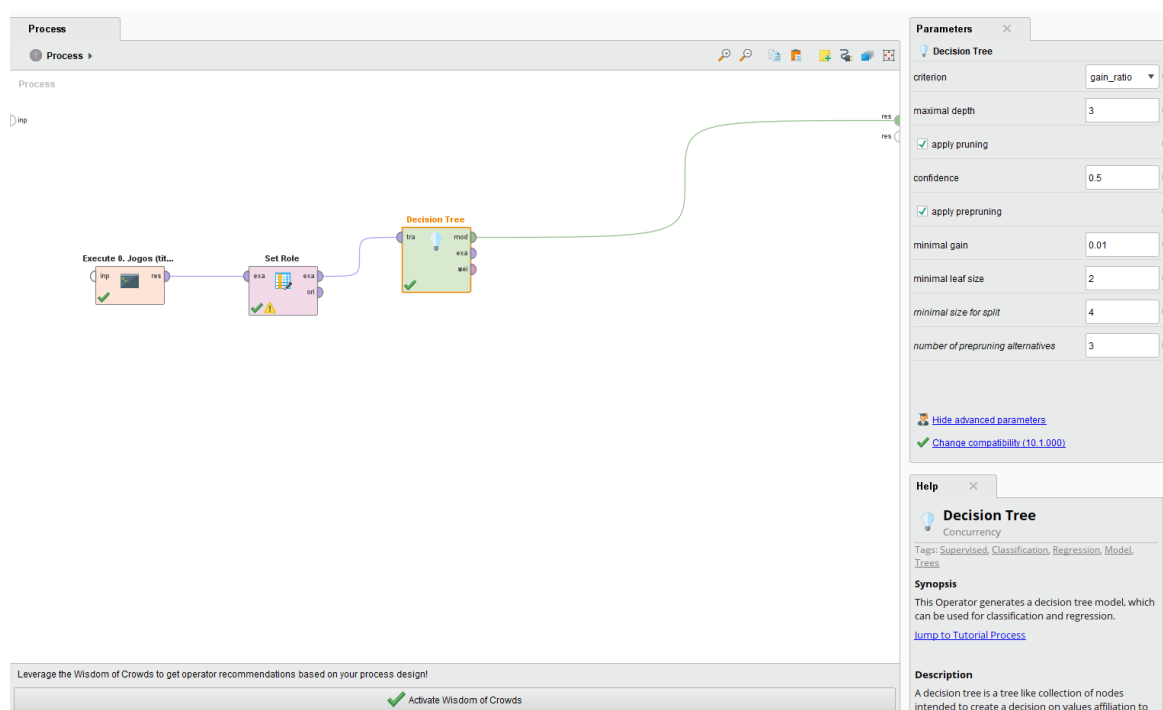 Process
Process
Process
inp
res
res
Decision Tree
tra
mod
exa
wei
Execute 0. Jogos (tit...
inp
res
Set Role
exa
exa
ori
Leverage the Wisdom of Crowds to get operator recommendations based on your process design!
Activate Wisdom of Crowds
Parameters
Decision Tree
criterion
gain_ratio
maximal depth
3
apply pruning
confidence
0.5
apply prepruning
minimal gain
0.01
minimal leaf size
2
minimal size for split
4
number of prepruning alternatives
3
Hide advanced parameters
Change compatibility (10.1.000)
Help
Decision Tree
Concurrency
Tags: Supervised, Classification, Regression, Model,
Trees
Synopsis
This Operator generates a decision tree model, which
can be used for classification and regression.
Jump to Tutorial Process
Description
A decision tree is a tree like collection of nodes
intended to create a decision on values affiliation to